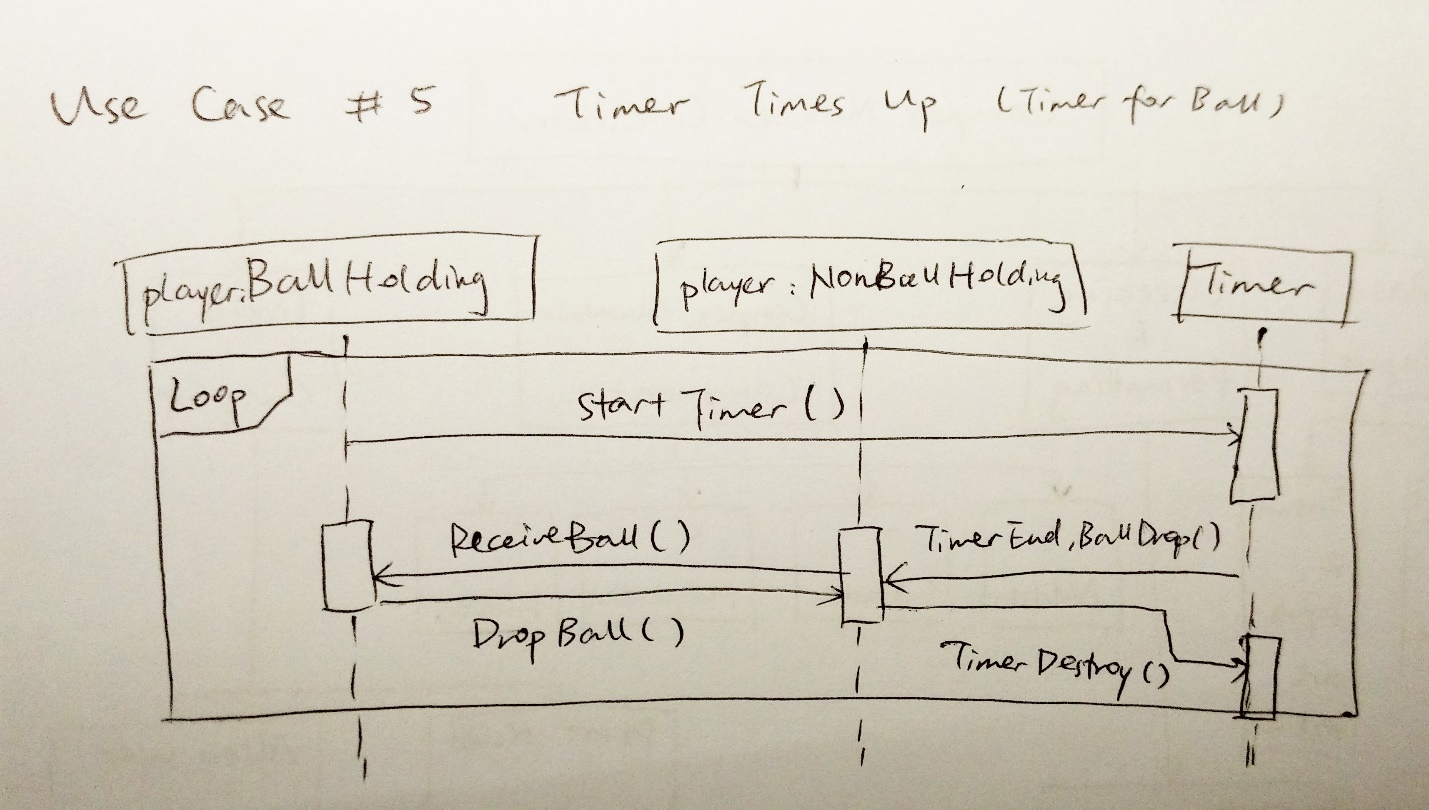 Use Case # 5 Timer Times Up (Timer for Ball)
player:BallHolding player: NonBallHolding Timer
Loop
Start Timer ()
ReceiveBall () TimerEnd,BallDrop()
DropBall ()
TimerDestroy ()